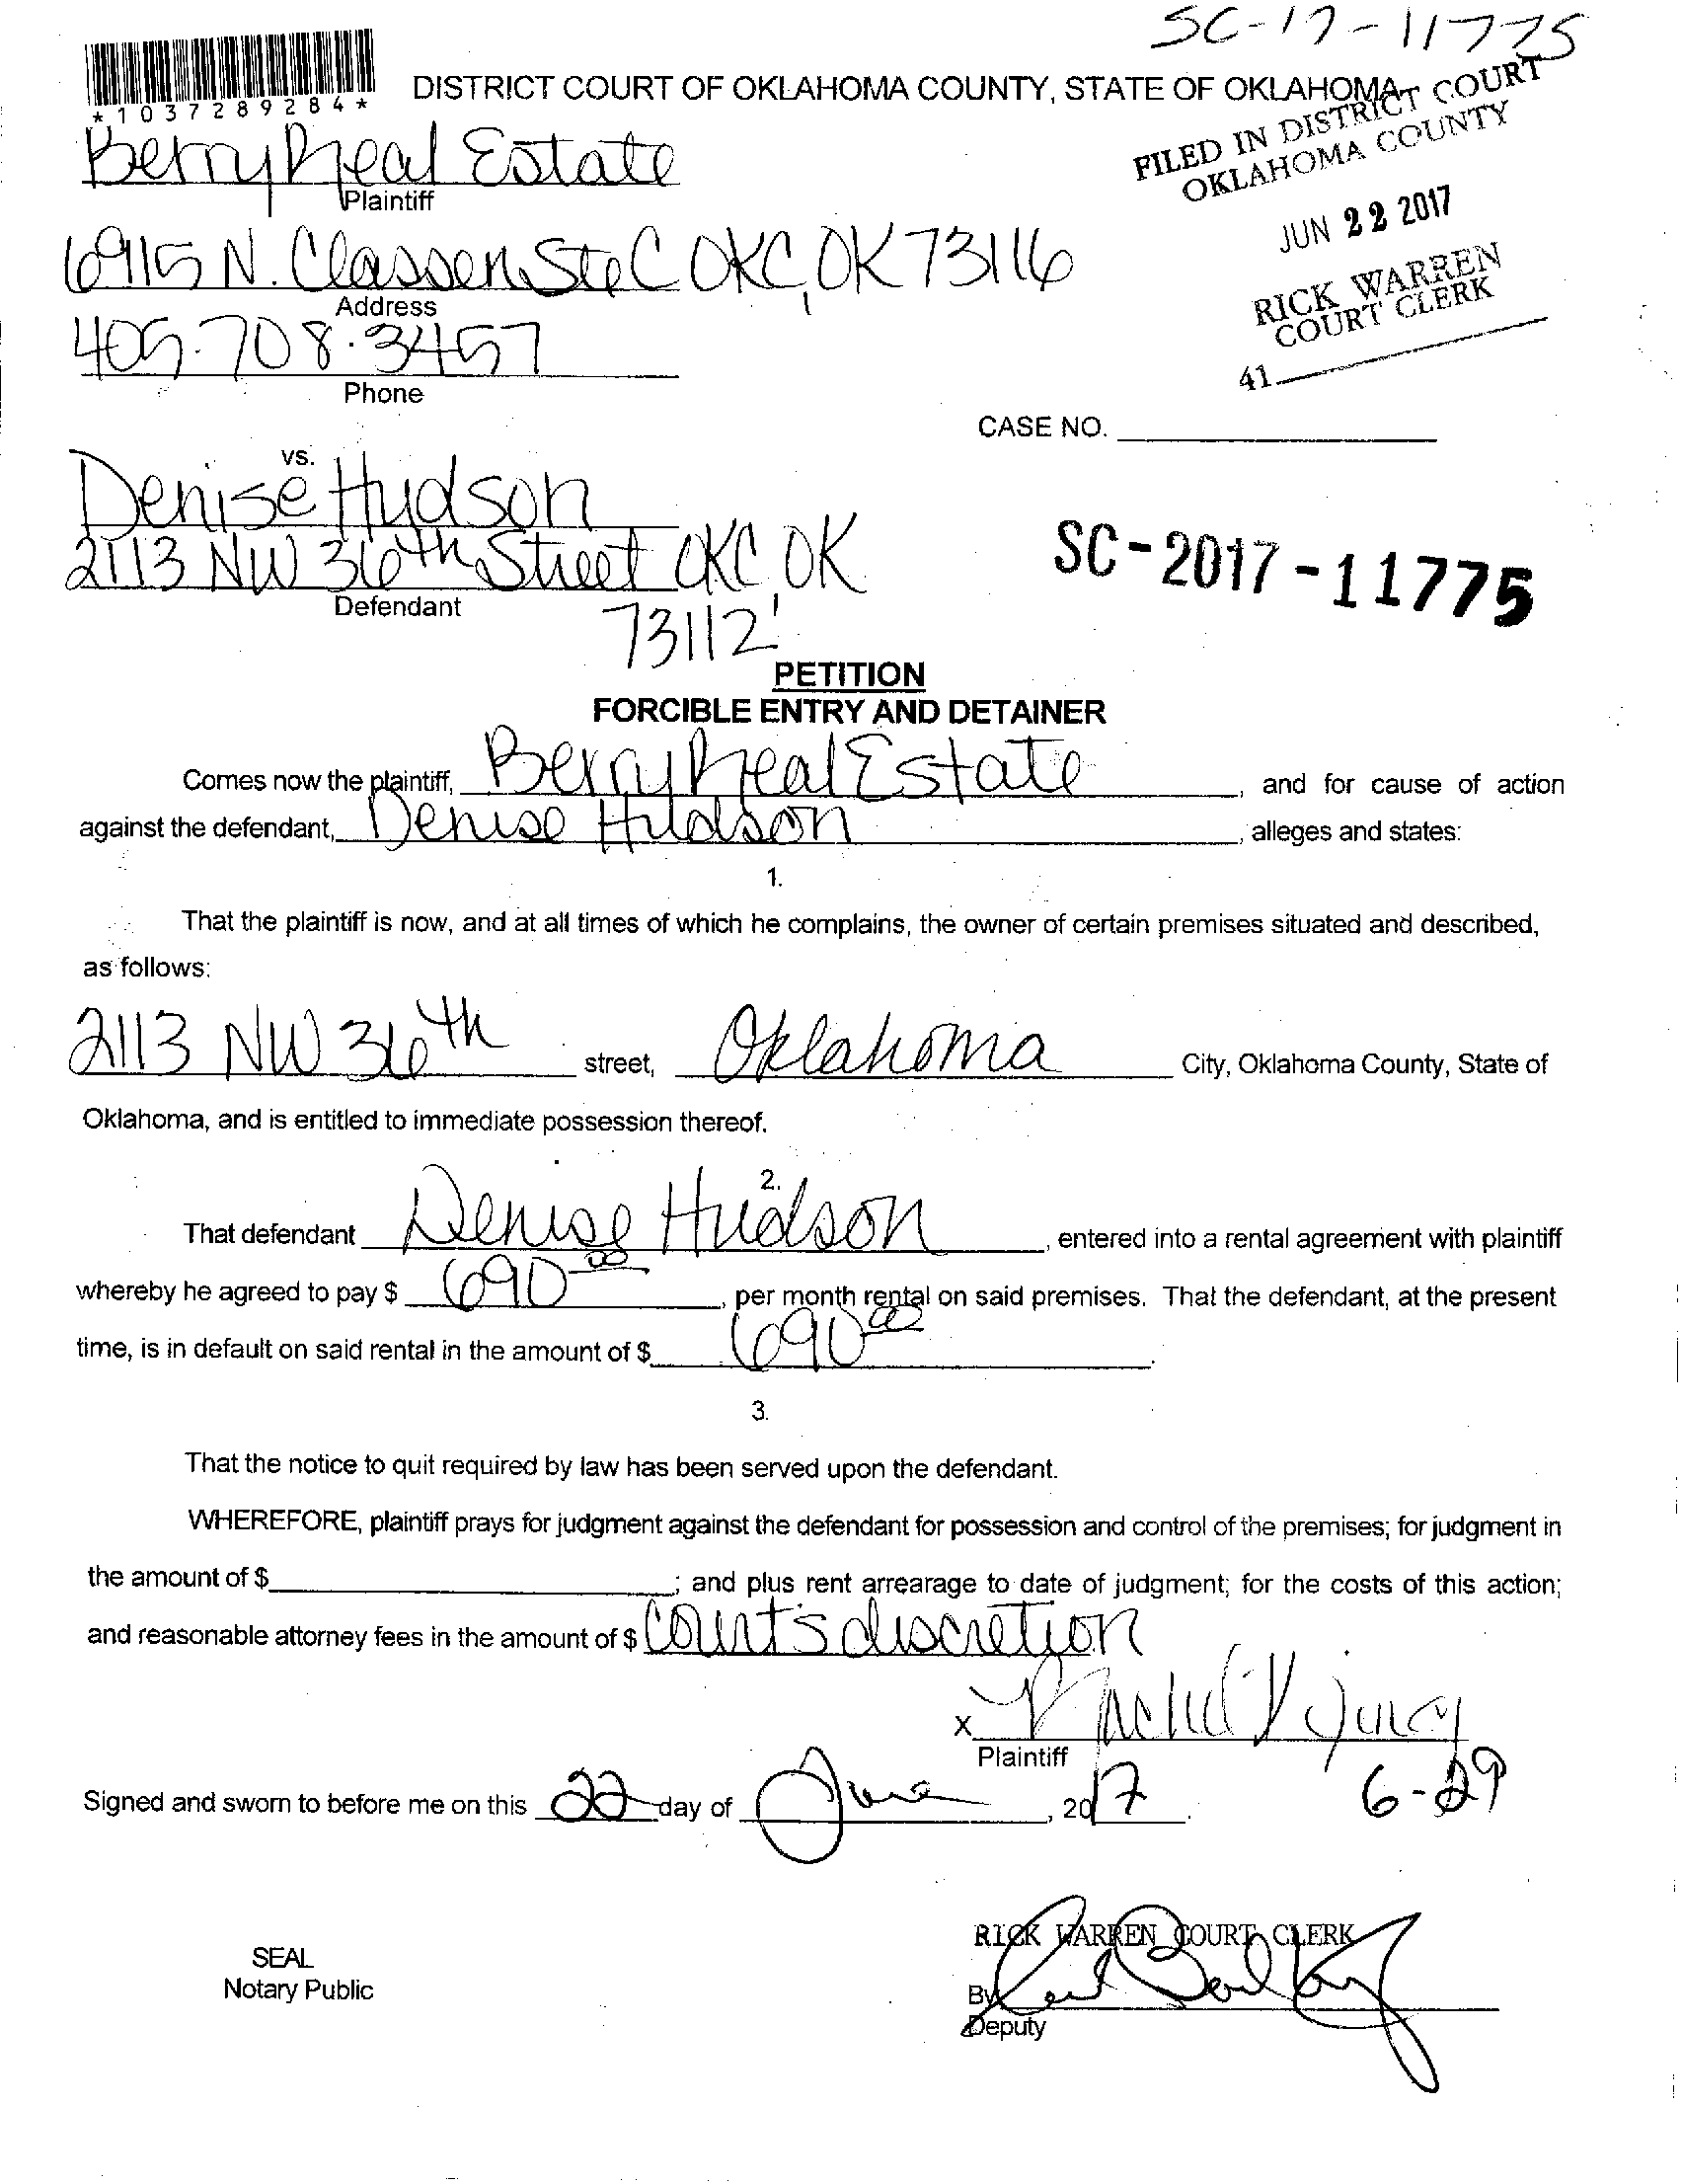 SC-17-11775
*1037289284*
DISTRICT COURT OF OKLAHOMA COUNTY, STATE OF OKLAHOMA
FILED IN DISTRICT COURT
OKLAHOMA COUNTY
Berry Real Estate
Plaintiff
JUN 22 2017
6915 N. Classen Ste C OKC, OK 73116
Address
RICK WARREN
COURT CLERK
405.708.3457
Phone
41
CASE NO.
vs.
Denise Hudson
2113 NW 36th Street OKC, OK
73112
Defendant
SC-2017-11775
PETITION
FORCIBLE ENTRY AND DETAINER
Comes now the plaintiff, Berry Real Estate, and for cause of action
against the defendant, Denise Hudson, alleges and states:
1.
That the plaintiff is now, and at all times of which he complains, the owner of certain premises situated and described,
as follows:
2113 NW 36th street, Oklahoma City, Oklahoma County, State of
Oklahoma, and is entitled to immediate possession thereof.
2.
That defendant Denise Hudson, entered into a rental agreement with plaintiff
whereby he agreed to pay $ 690 00, per month rental on said premises. That the defendant, at the present
time, is in default on said rental in the amount of $ 690 00.
3.
That the notice to quit required by law has been served upon the defendant.
WHEREFORE, plaintiff prays for judgment against the defendant for possession and control of the premises; for judgment in
the amount of $ ; and plus rent arrearage to date of judgment; for the costs of this action;
and reasonable attorney fees in the amount of $ Court's discretion
X
Plaintiff
Signed and sworn to before me on this 22 day of June, 2017.
6-29
RICK WARREN COURT CLERK
SEAL
Notary Public
By
Deputy